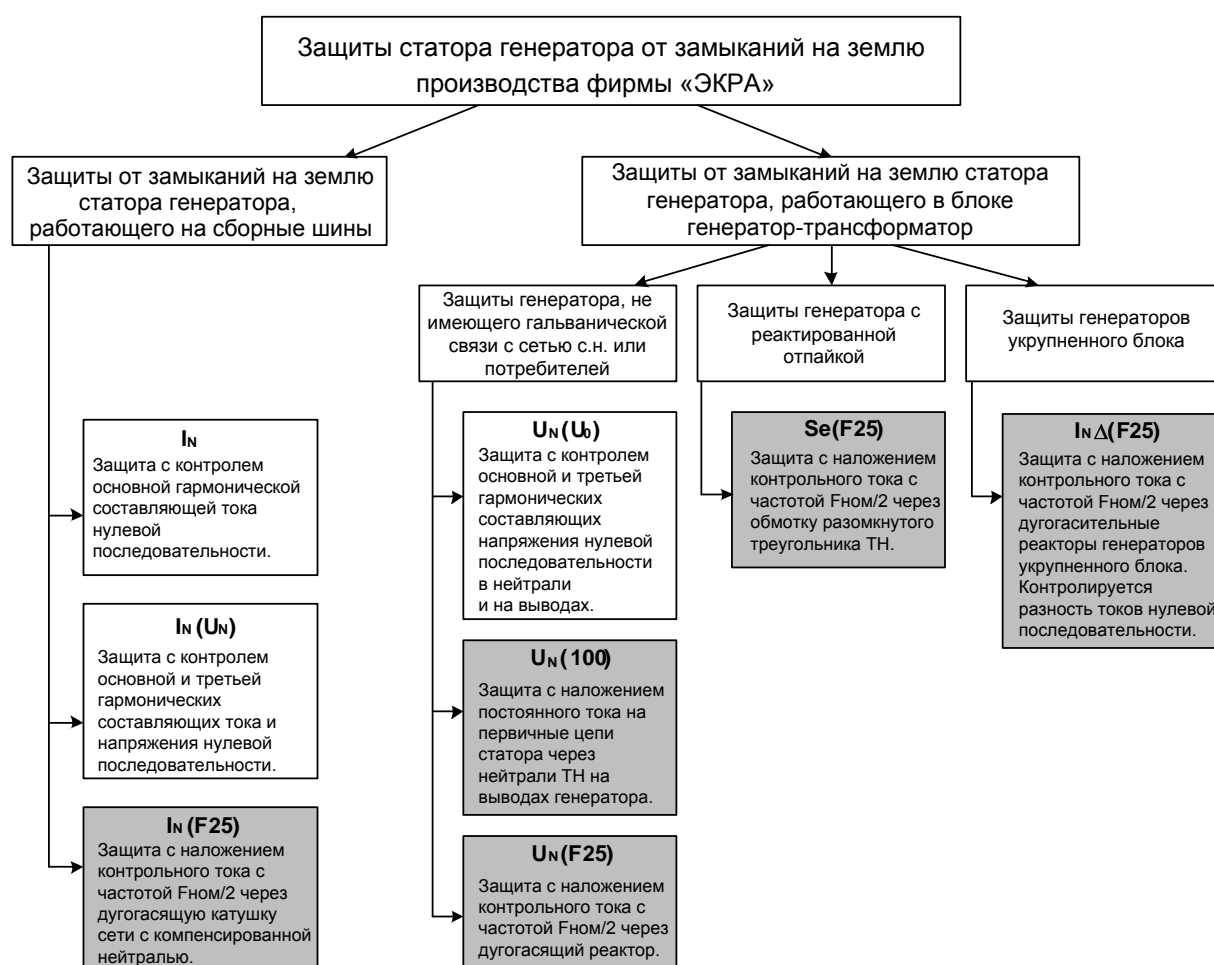 Защиты статора генератора от замыканий на землю
производства фирмы «ЭКРА»
Защиты от замыканий на землю
статора генератора,
работающего на сборные шины
Защиты от замыканий на землю статора
генератора, работающего в блоке
генератор-трансформатор
Защиты генератора, не
имеющего гальванической
связи с сетью с.н. или
потребителей
Защиты генератора с
реактированной
отпайкой
Защиты генераторов
укрупненного блока
IN
Защита с контролем
основной гармонической
составляющей тока
нулевой
последовательности.
IN (UN)
Защита с контролем
основной и третьей
гармонических
составляющих тока и
напряжения нулевой
последовательности.
IN (F25)
Защита с наложением
контрольного тока с
частотой Fном/2 через
дугогасящую катушку
сети с компенсированной
нейтралью.
UN (U0)
Защита с контролем
основной и третьей
гармонических
составляющих
напряжения нулевой
последовательности
в нейтрали
и на выводах.
UN (100)
Защита с наложением
постоянного тока на
первичные цепи
статора через
нейтрали ТН на
выводах генератора.
UN (F25)
Защита с наложением
контрольного тока с
частотой Fном/2 через
дугогасящий реактор.
Se(F25)
Защита с наложением
контрольного тока с
частотой Fном/2 через
обмотку разомкнутого
треугольника ТН.
IN Δ(F25)
Защита с наложением
контрольного тока с
частотой Fном/2 через
дугогасительные
реакторы генераторов
укрупненного блока.
Контролируется
разность токов нулевой
последовательности.